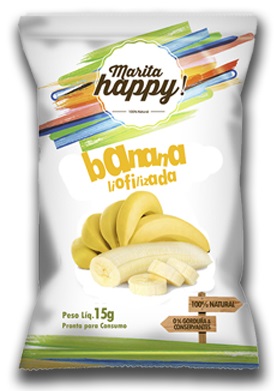 Marita
happy!
100% Natural
banana
liofilizada
Peso Líq. 15g
Pronto para Consumo
100% NATURAL
0% GORDURA &
CONSERVANTES